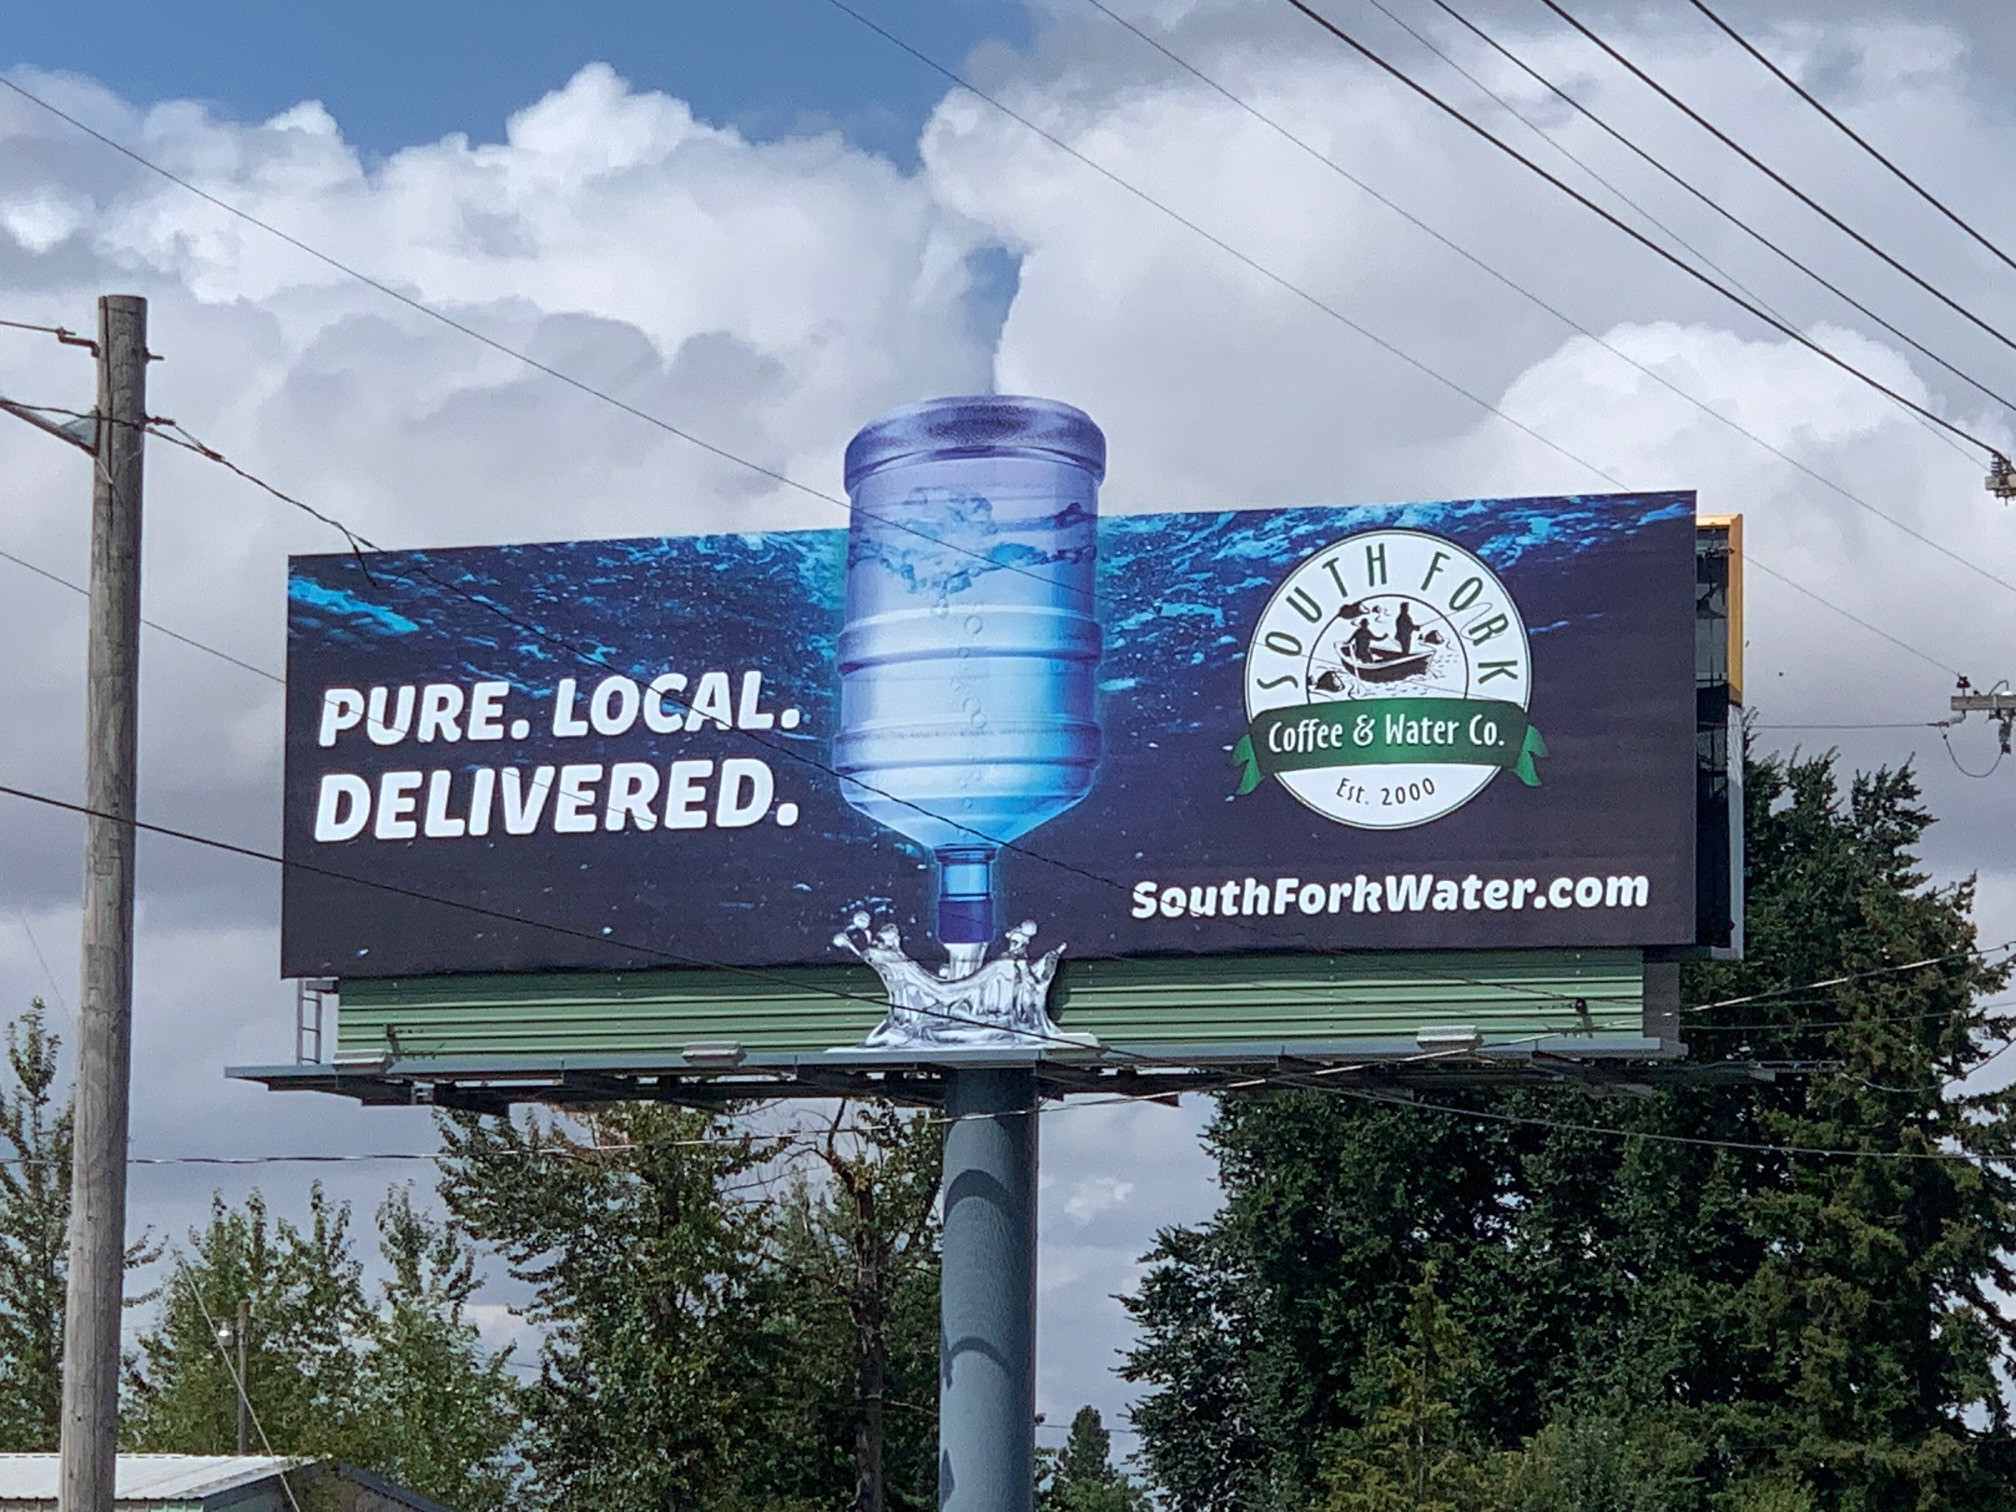 PURE. LOCAL.
DELIVERED.
SOUTH FORK
Coffee & Water Co.
Est. 2000
SouthForkWater.com